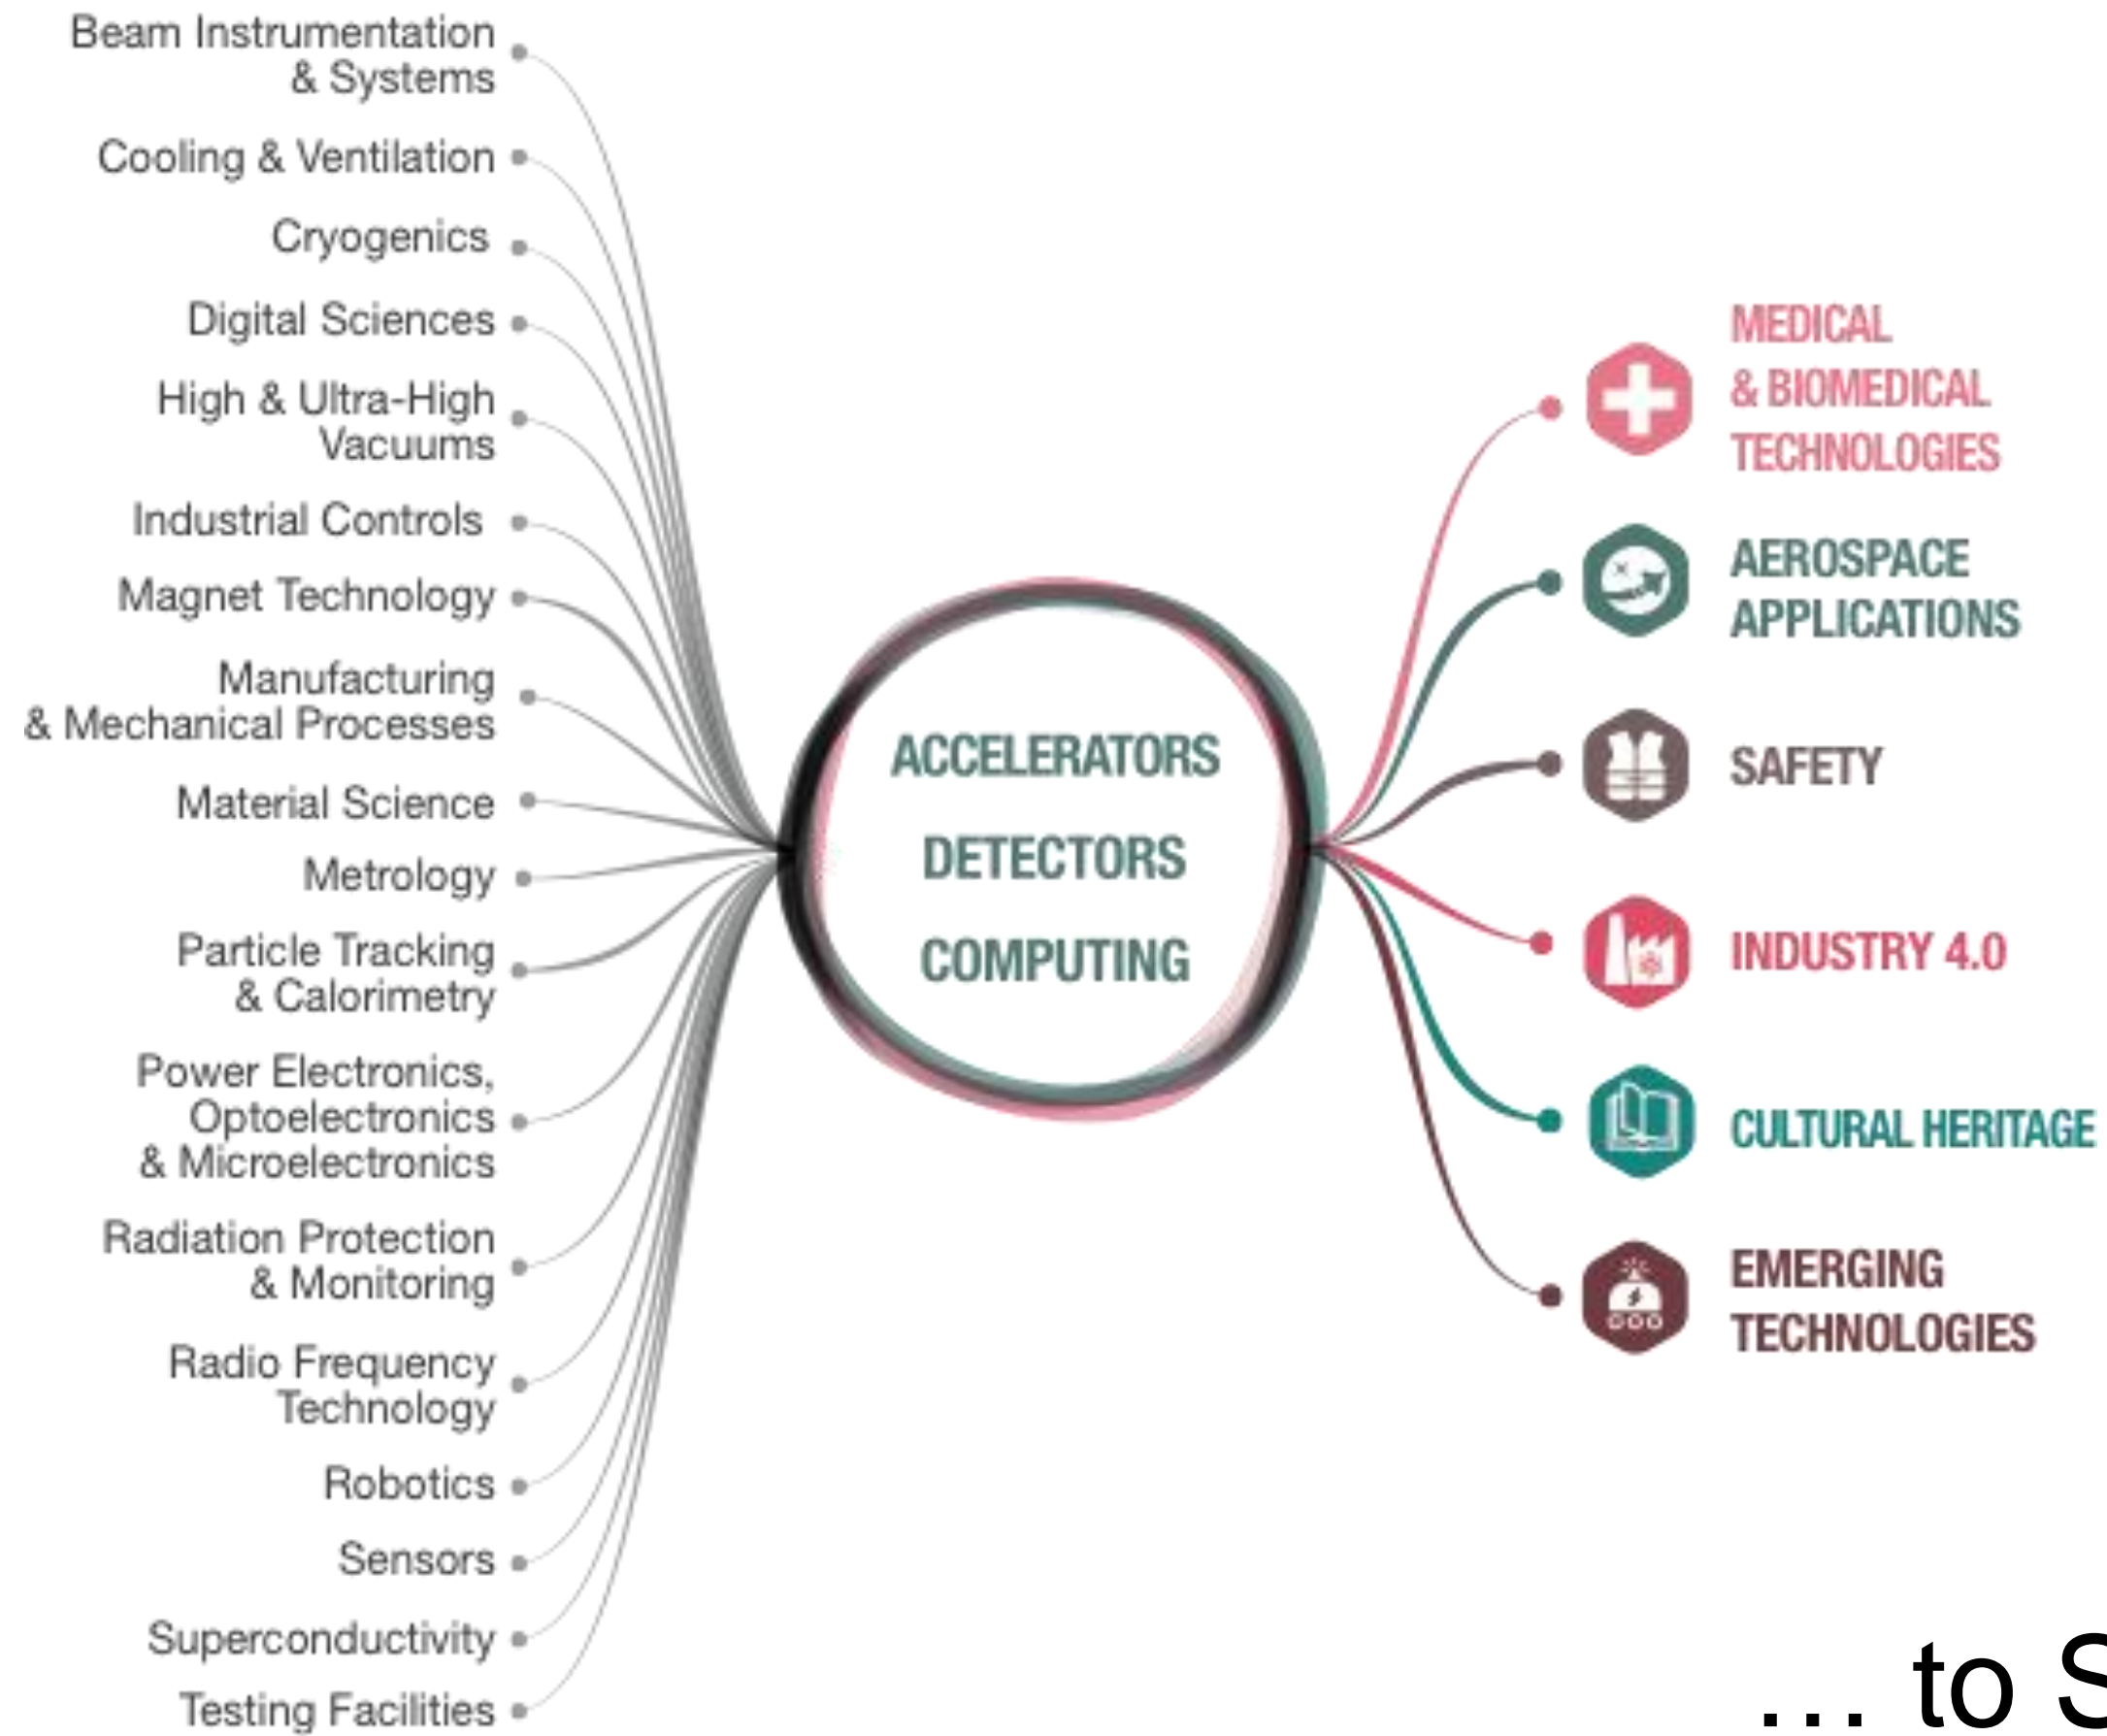 Beam Instrumentation
& Systems
Cooling & Ventilation
Cryogenics
Digital Sciences
High & Ultra-High
Vacuums
Industrial Controls
Magnet Technology
Manufacturing
& Mechanical Processes
Material Science
Metrology
Particle Tracking
& Calorimetry
Power Electronics,
Optoelectronics
& Microelectronics
Radiation Protection
& Monitoring
Radio Frequency
Technology
Robotics
Sensors
Superconductivity
Testing Facilities
ACCELERATORS
DETECTORS
COMPUTING
MEDICAL
& BIOMEDICAL
TECHNOLOGIES
AEROSPACE
APPLICATIONS
SAFETY
INDUSTRY 4.0
CULTURAL HERITAGE
EMERGING
TECHNOLOGIES
... to